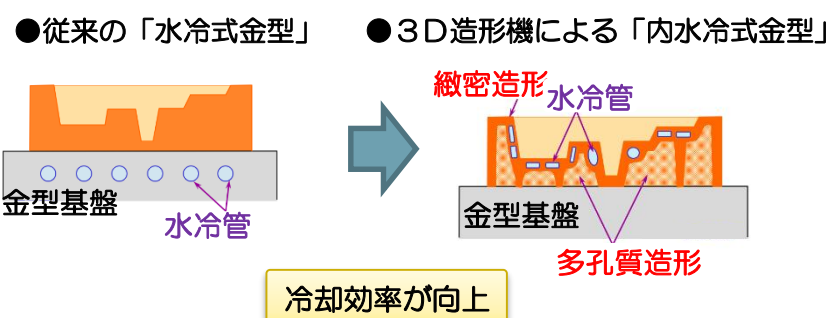 ●従来の「水冷式金型」
●３Ｄ造形機による「内水冷式金型」
緻密造形
水冷管
金型基盤
水冷管
金型基盤
多孔質造形
冷却効率が向上